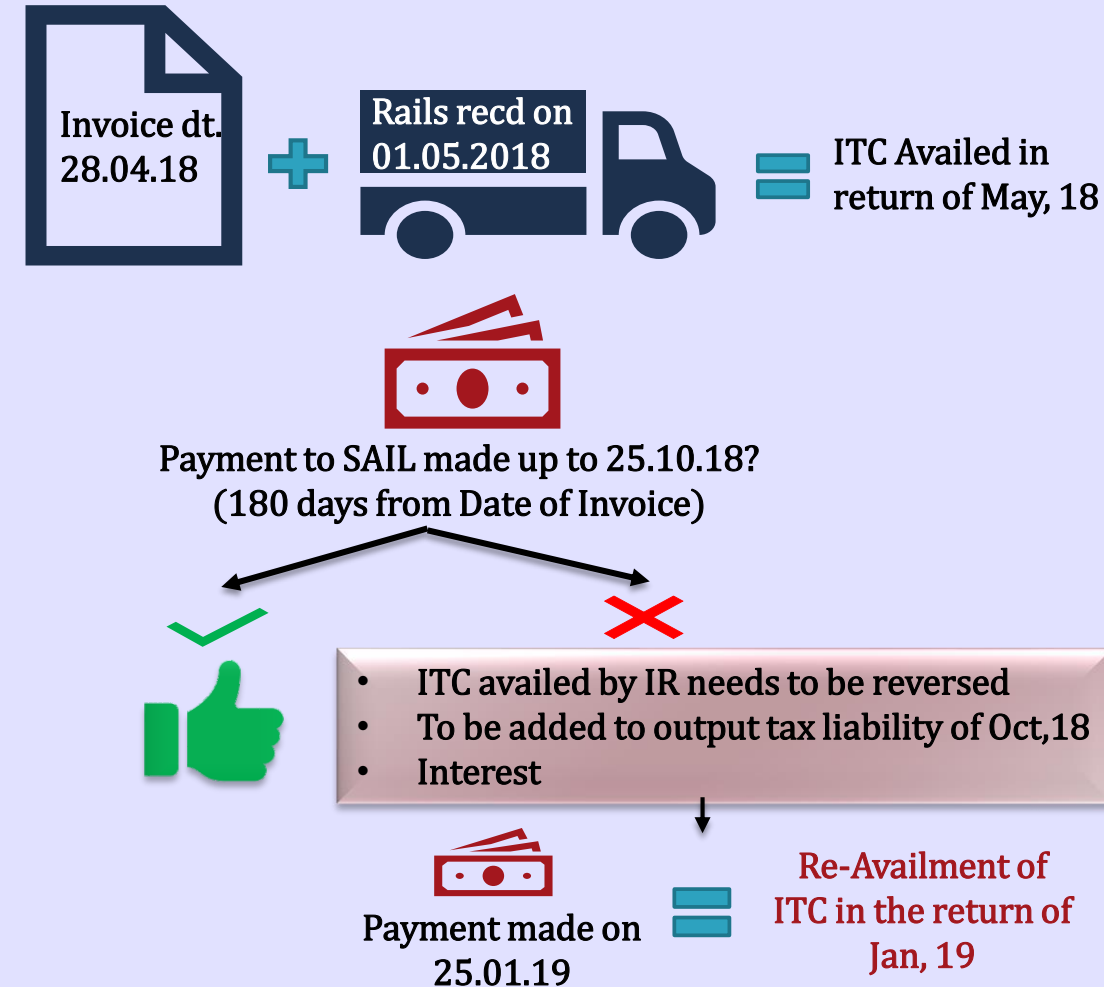 Invoice dt.
28.04.18
Rails recd on
01.05.2018
ITC Availed in
return of May, 18
Payment to SAIL made up to 25.10.18?
(180 days from Date of Invoice)
• ITC availed by IR needs to be reversed
• To be added to output tax liability of Oct,18
• Interest
Payment made on
25.01.19
Re-Availment of
ITC in the return of
Jan, 19